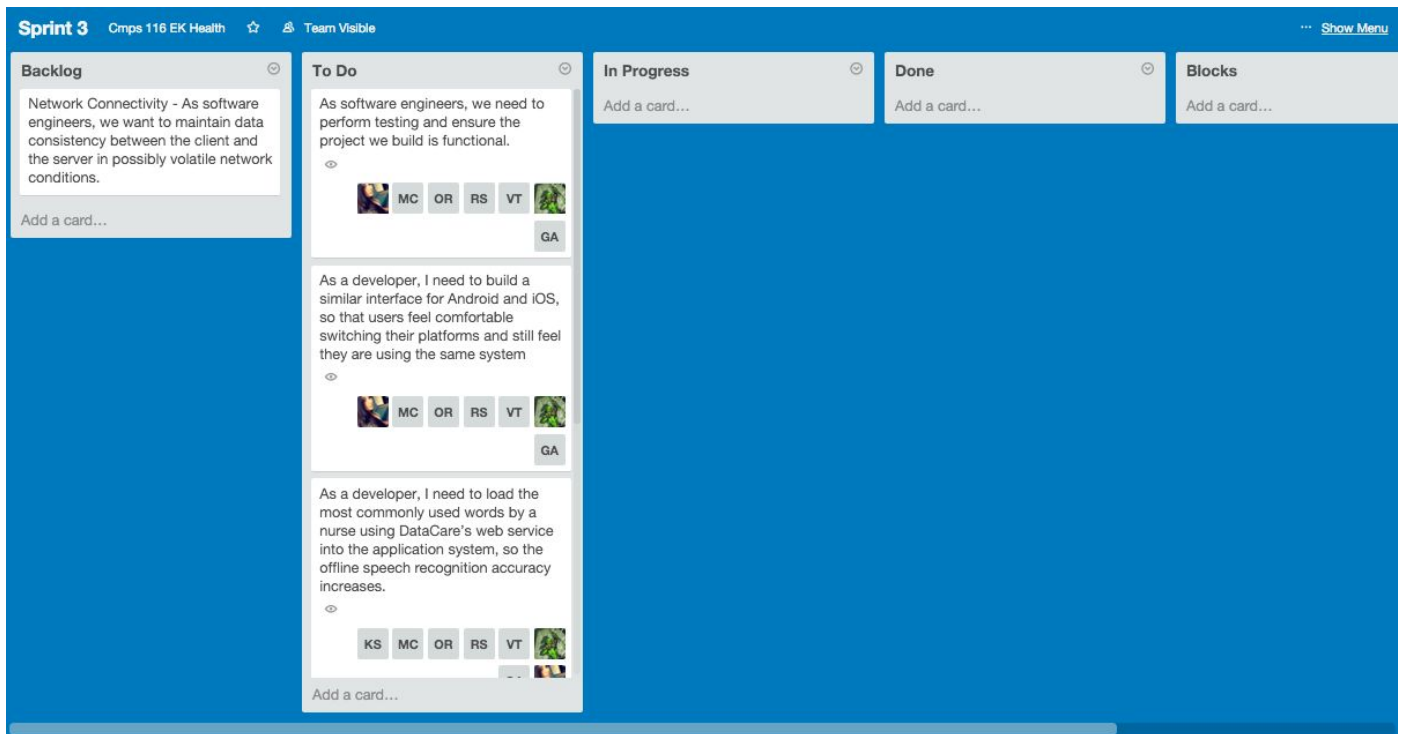 Sprint 3 Cmps 116 EK Health Team Visible ... Show Menu
Backlog
Network Connectivity - As software
engineers, we want to maintain data
consistency between the client and
the server in possibly volatile network
conditions.
Add a card...
To Do
As software engineers, we need to
perform testing and ensure the
project we build is functional.
MC OR RS VT
GA
As a developer, I need to build a
similar interface for Android and iOS,
so that users feel comfortable
switching their platforms and still feel
they are using the same system
MC OR RS VT
GA
As a developer, I need to load the
most commonly used words by a
nurse using DataCare's web service
into the application system, so the
offline speech recognition accuracy
increases.
KS MC OR RS VT
Add a card...
In Progress
Add a card...
Done
Add a card...
Blocks
Add a card...